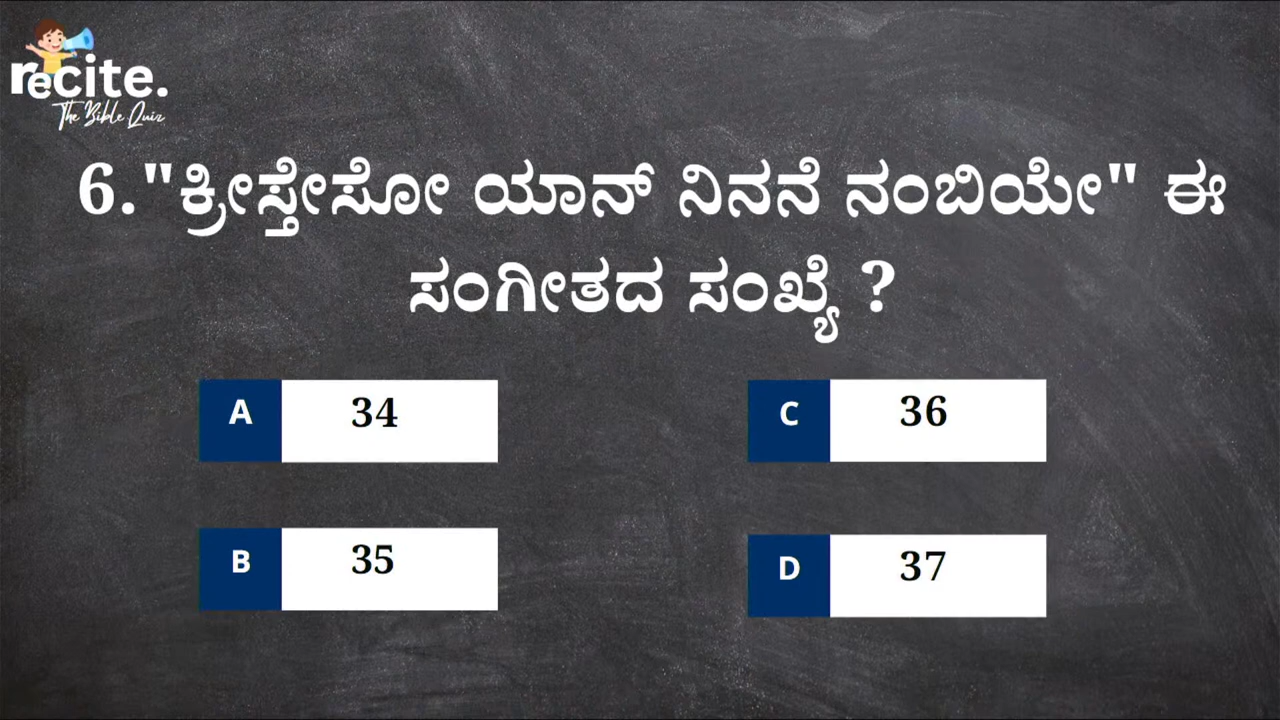 recite.
The Bible Quiz
6."ಕ್ರೀಸ್ತೇಸೋ ಯಾನ್ ನಿನನೆ ನಂಬಿಯೇ" ಈ
ಸಂಗೀತದ ಸಂಖ್ಯೆ ?
A 34
C 36
B 35
D 37